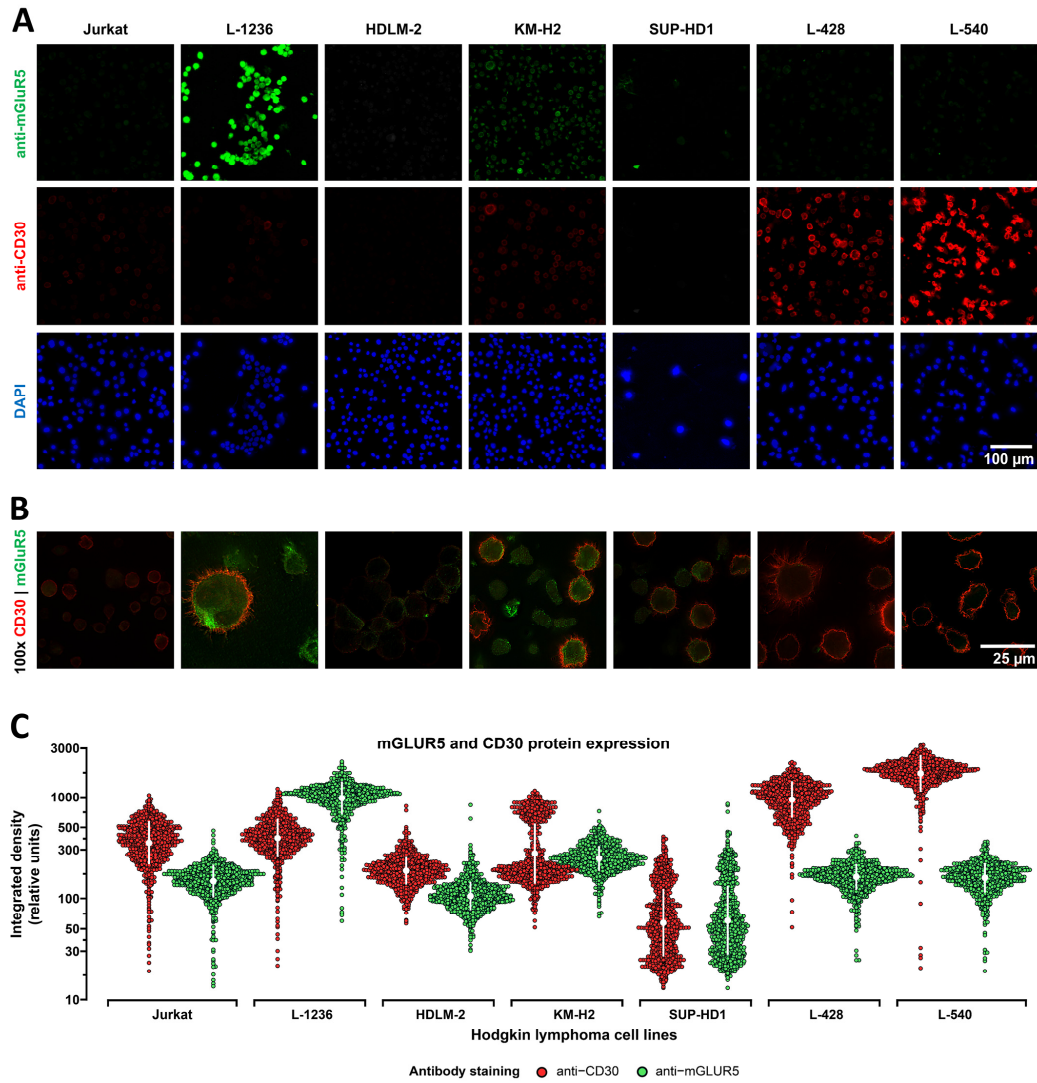 A
Jurkat L-1236 HDLM-2 KM-H2 SUP-HD1 L-428 L-540
anti-mGluR5
anti-CD30
DAPI
100 µm
B
100x CD30 | mGluR5
25 µm
C
mGLUR5 and CD30 protein expression
Integrated density
(relative units)
3000
1000
500
300
100
50
30
10
Jurkat L-1236 HDLM-2 KM-H2 SUP-HD1 L-428 L-540
Hodgkin lymphoma cell lines
Antibody staining anti−CD30 anti−mGLUR5